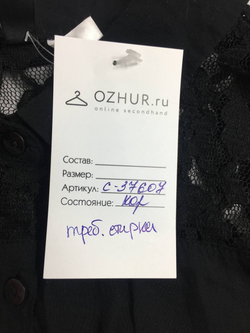 OZHUR.ru
online secondhand
Состав:
Размер:
Артикул: С-37607
Состояние: хор
треб. стирки